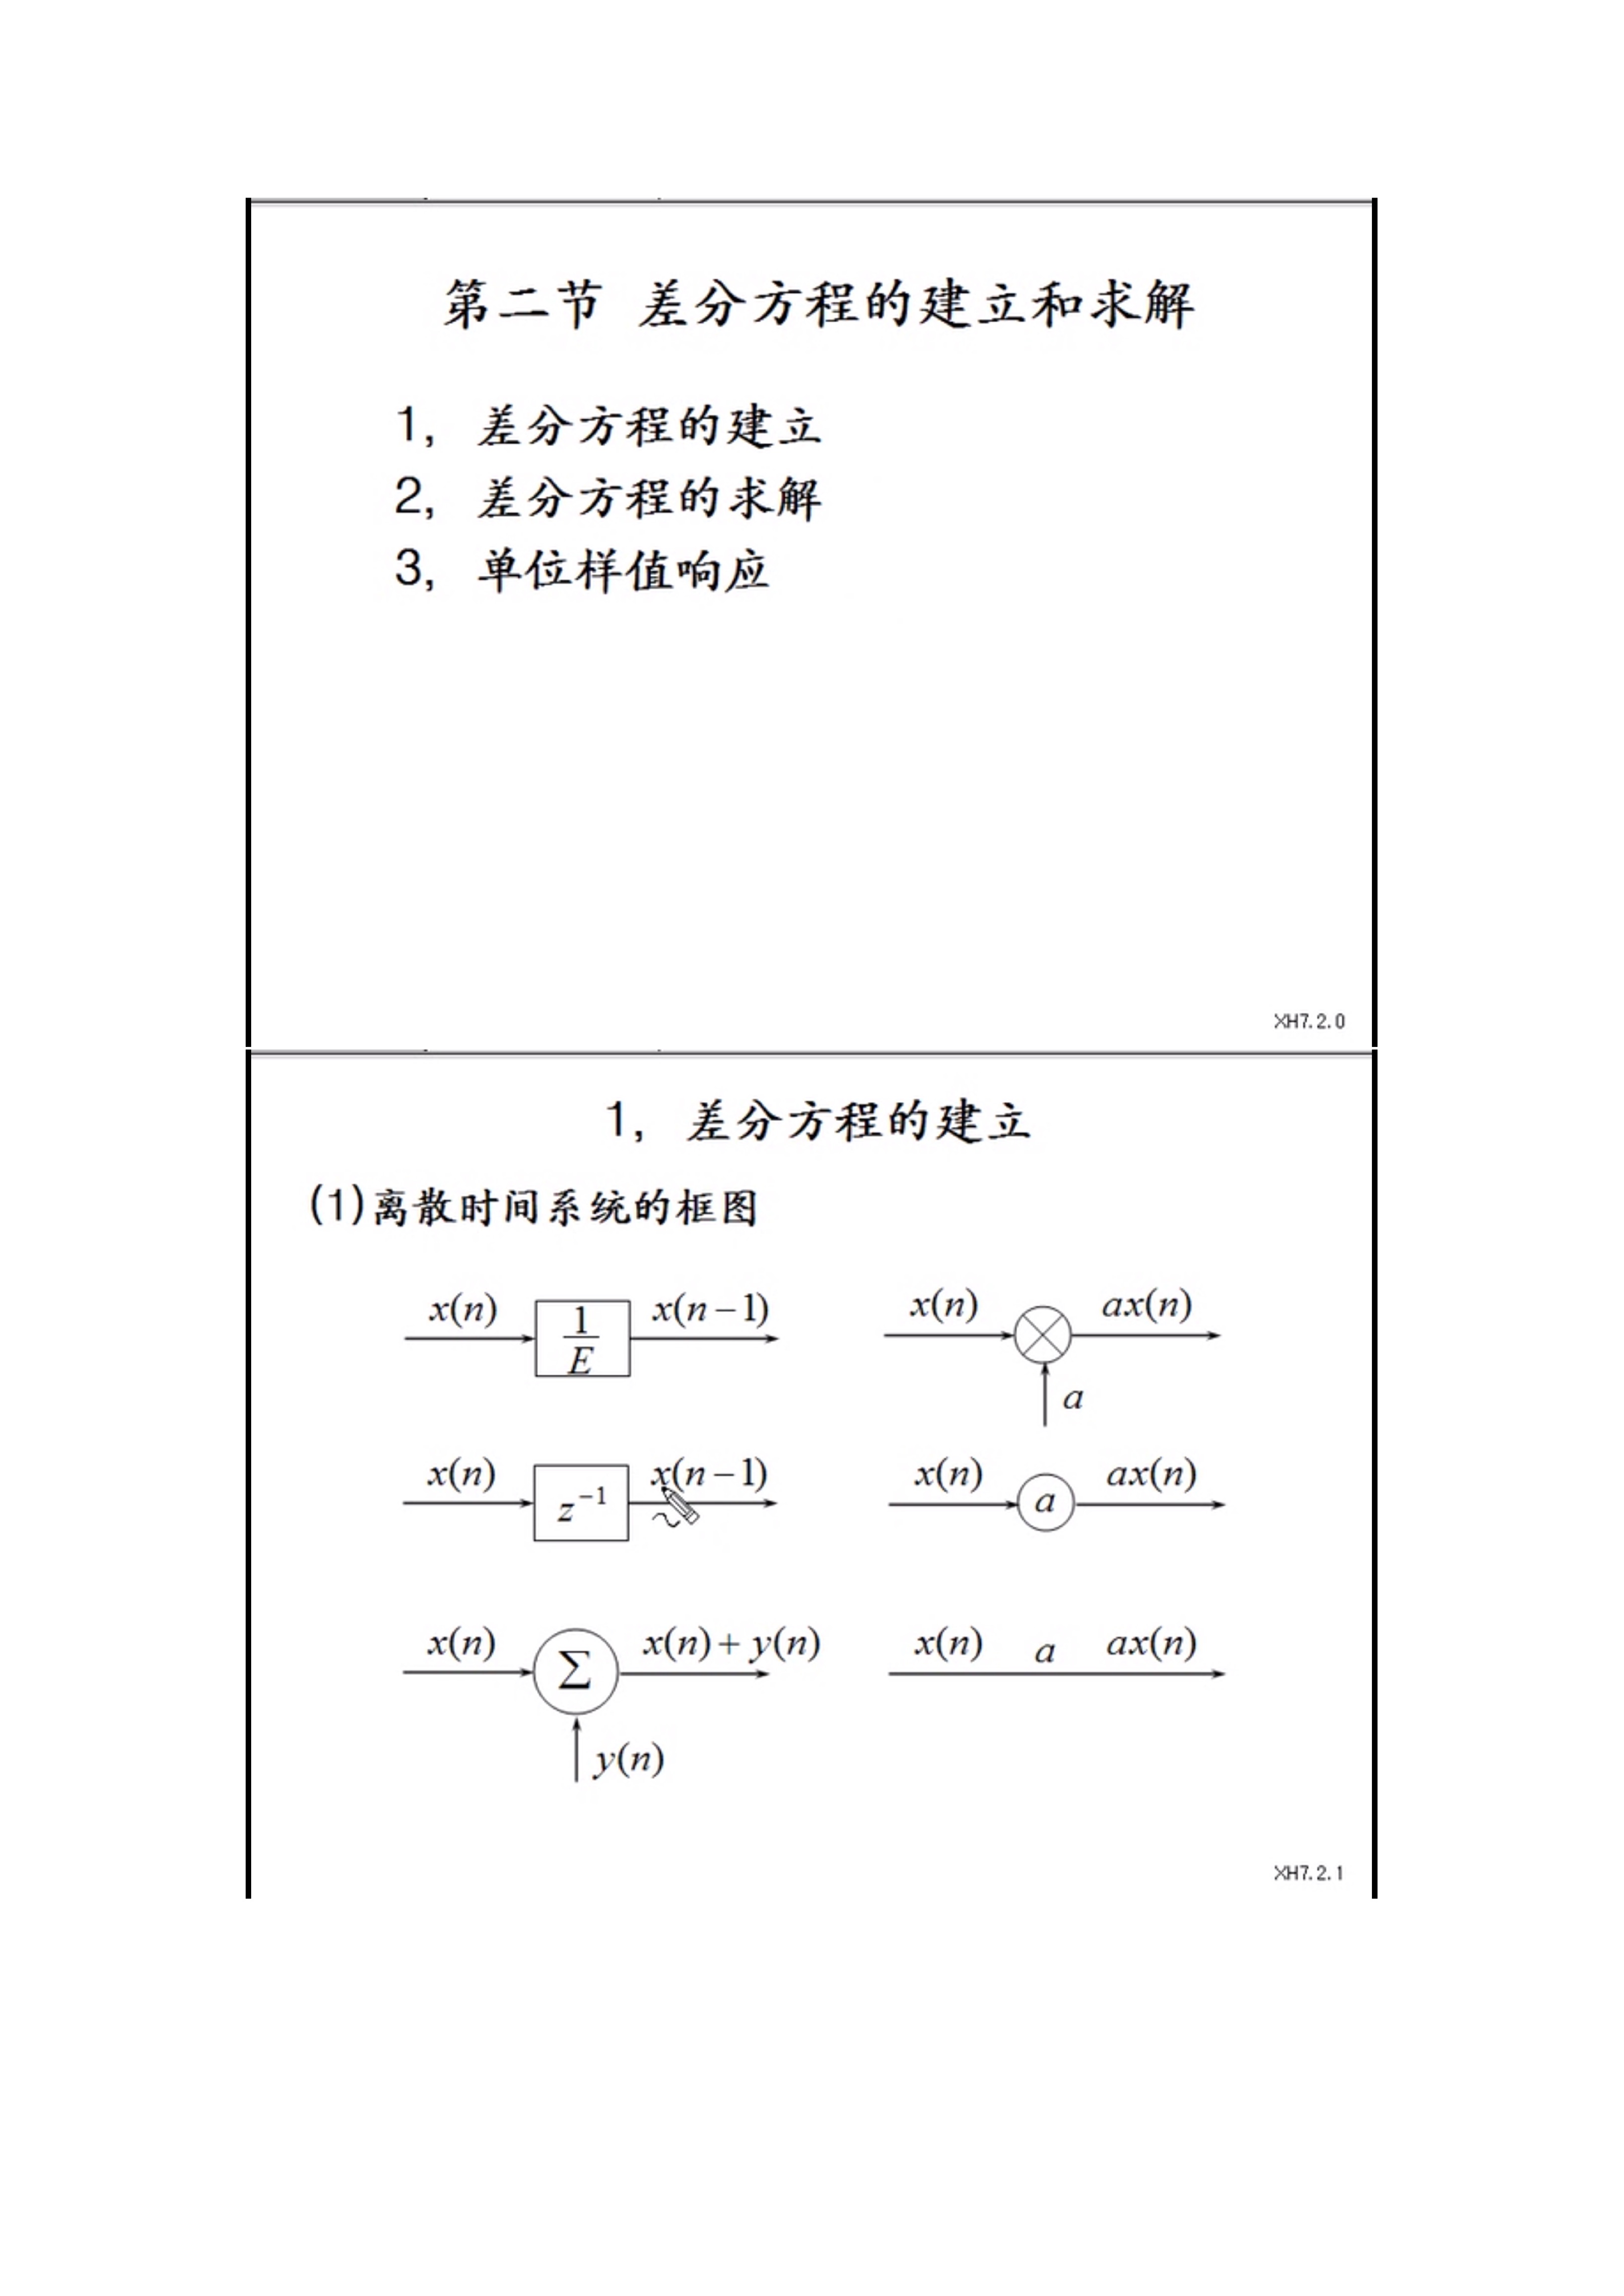 第二节 差分方程的建立和求解
1, 差分方程的建立
2, 差分方程的求解
3, 单位样值响应
XH7.2.0
1, 差分方程的建立
(1)离散时间系统的框图
x(n) 1/E x(n−1)
x(n) ax(n)
a
x(n) z⁻¹ x(n−1)
x(n) a ax(n)
x(n) Σ x(n)+y(n)
y(n)
x(n) a ax(n)
XH7.2.1